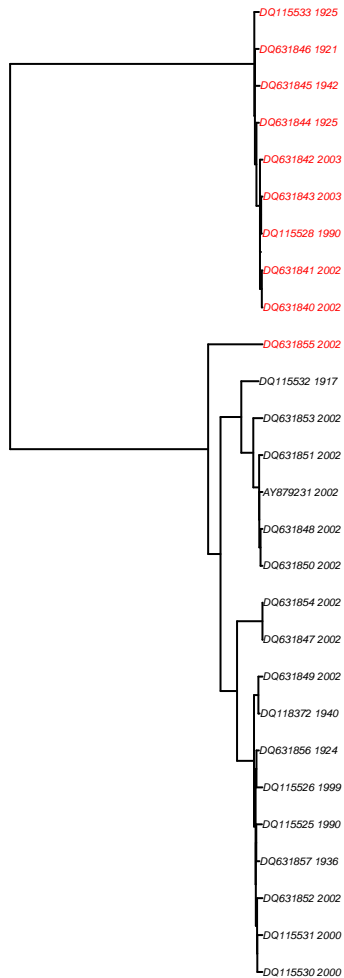 DQ115533 1925
DQ631846 1921
DQ631845 1942
DQ631844 1925
DQ631842 2003
DQ631843 2003
DQ115528 1990
DQ631841 2002
DQ631840 2002
DQ631855 2002
DQ115532 1917
DQ631853 2002
DQ631851 2002
AY879231 2002
DQ631848 2002
DQ631850 2002
DQ631854 2002
DQ631847 2002
DQ631849 2002
DQ118372 1940
DQ631856 1924
DQ115526 1999
DQ115525 1990
DQ631857 1936
DQ631852 2002
DQ115531 2000
DQ115530 2000